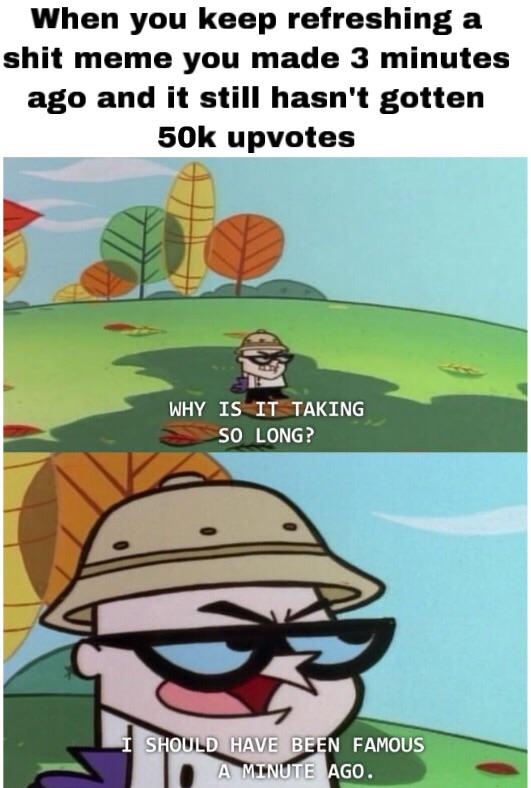 When you keep refreshing a
shit meme you made 3 minutes
ago and it still hasn't gotten
50k upvotes
WHY IS IT TAKING
SO LONG?
I SHOULD HAVE BEEN FAMOUS
A MINUTE AGO.